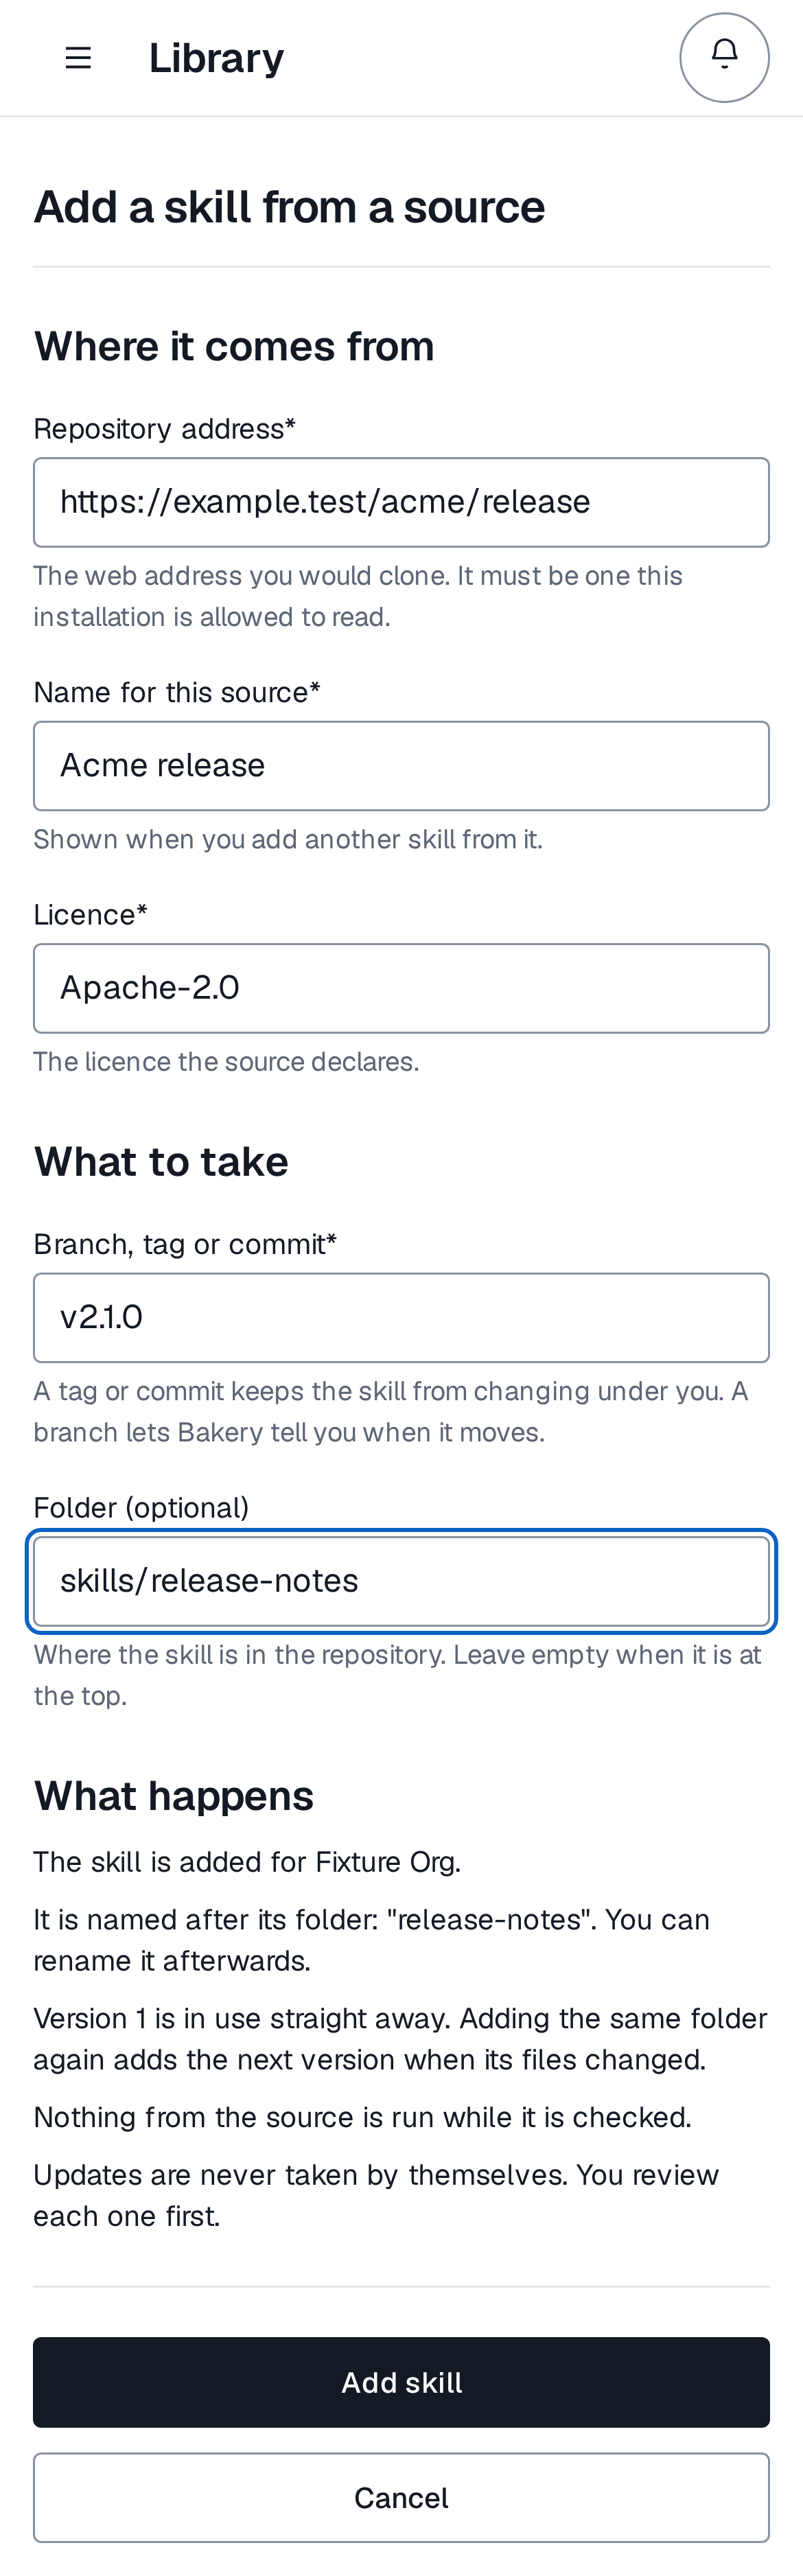 Library
Add a skill from a source
Where it comes from
Repository address*
https://example.test/acme/release
The web address you would clone. It must be one this
installation is allowed to read.
Name for this source*
Acme release
Shown when you add another skill from it.
Licence*
Apache-2.0
The licence the source declares.
What to take
Branch, tag or commit*
v2.1.0
A tag or commit keeps the skill from changing under you. A
branch lets Bakery tell you when it moves.
Folder (optional)
skills/release-notes
Where the skill is in the repository. Leave empty when it is at
the top.
What happens
The skill is added for Fixture Org.
It is named after its folder: "release-notes". You can
rename it afterwards.
Version 1 is in use straight away. Adding the same folder
again adds the next version when its files changed.
Nothing from the source is run while it is checked.
Updates are never taken by themselves. You review
each one first.
Add skill
Cancel